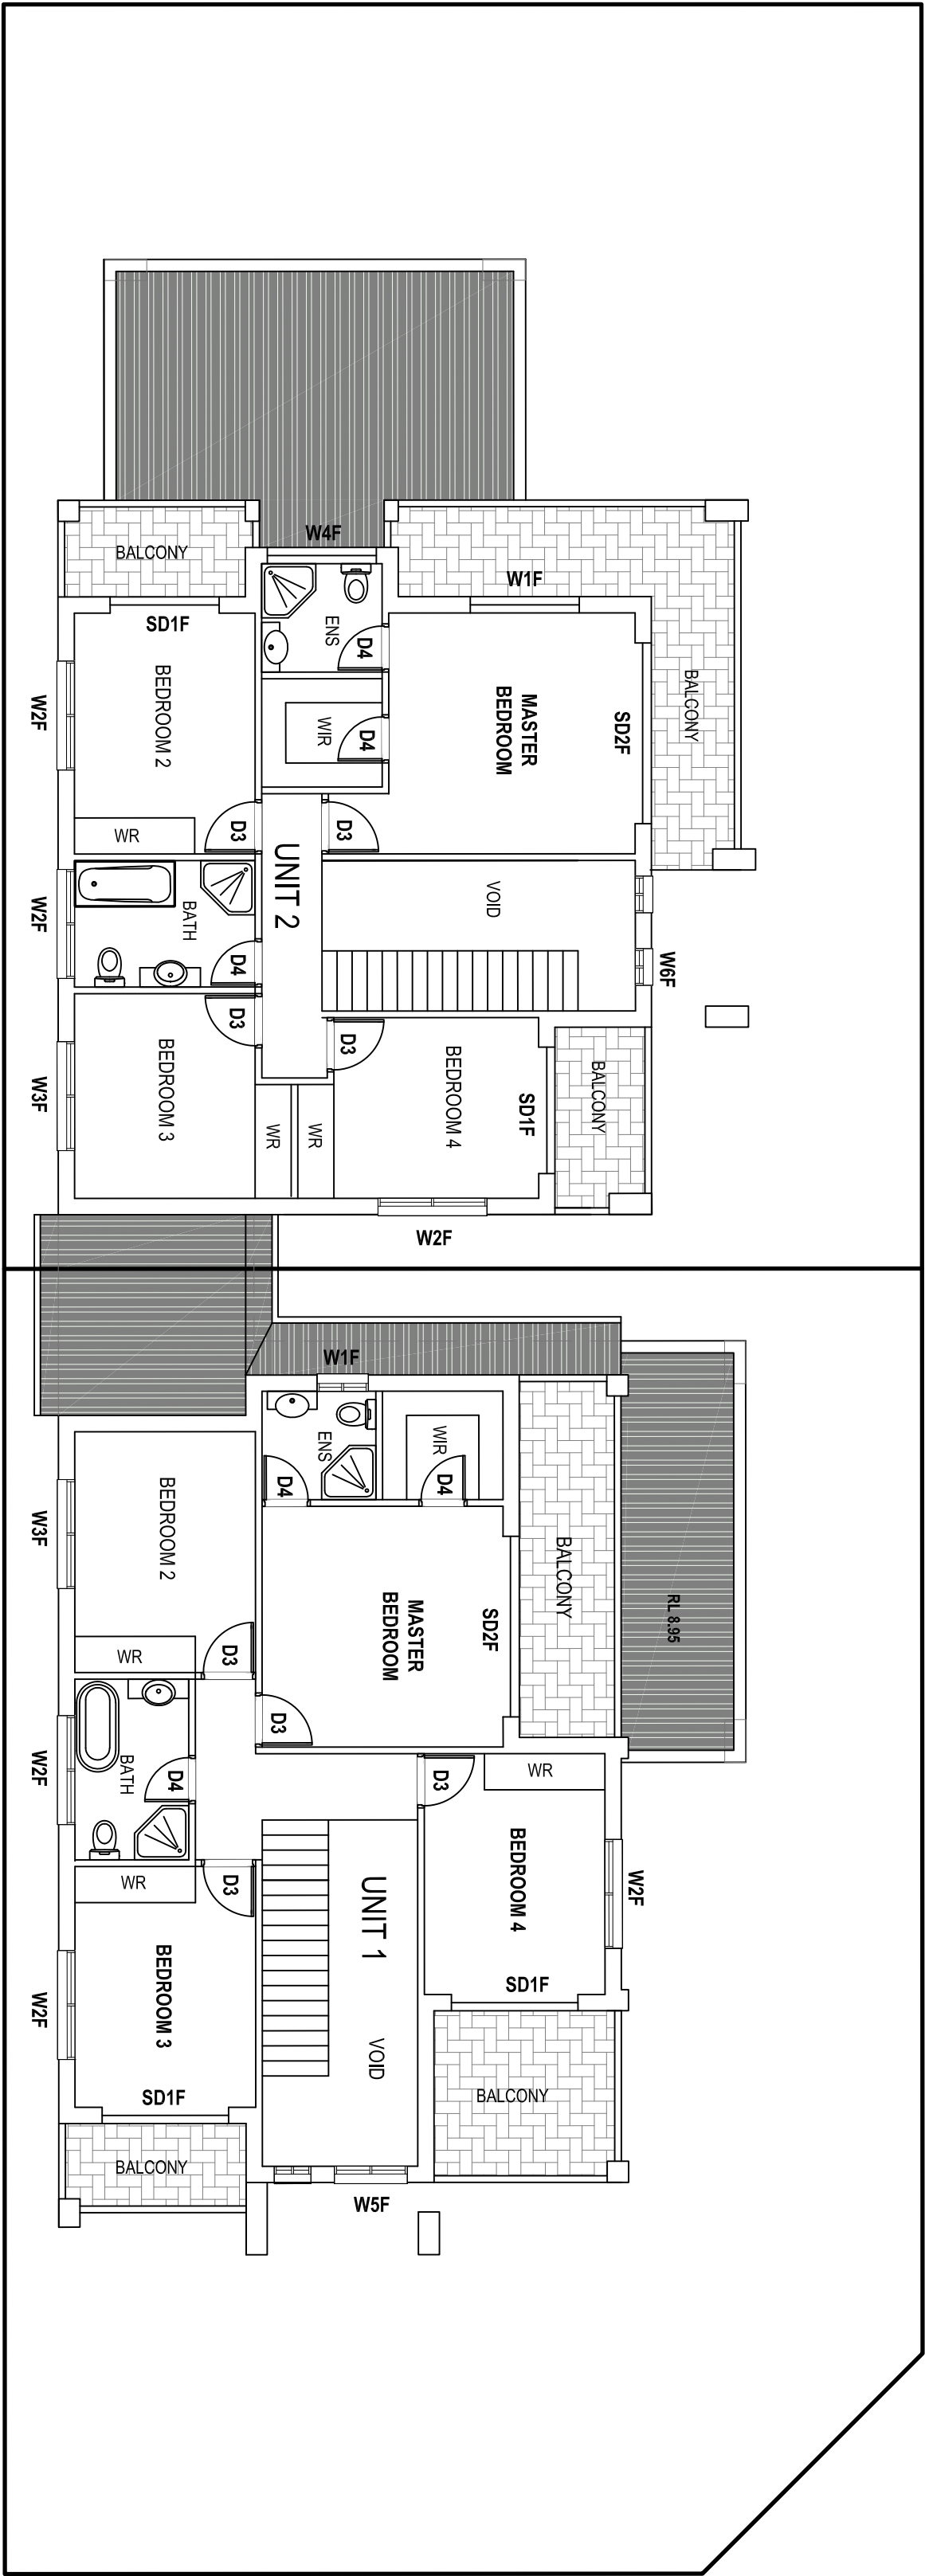 W4F
BALCONY
W1F
SD1F
ENS
D4
BEDROOM 2
MASTER
BEDROOM
SD2F
BALCONY
W2F
WIR
D4
WR
D3
D3
UNIT 2
VOID
W2F
BATH
D4
W6F
D3
D3
BEDROOM 3
BEDROOM 4
BALCONY
W3F
SD1F
WR
WR
W2F
W1F
ENS
WIR
D4
D4
BEDROOM 2
W3F
BALCONY
MASTER
BEDROOM
SD2F
RL 8.95
WR
D3
D3
W2F
BATH
D4
D3
WR
WR
D3
BEDROOM 4
W2F
UNIT 1
BEDROOM 3
W2F
SD1F
VOID
SD1F
BALCONY
BALCONY
W5F